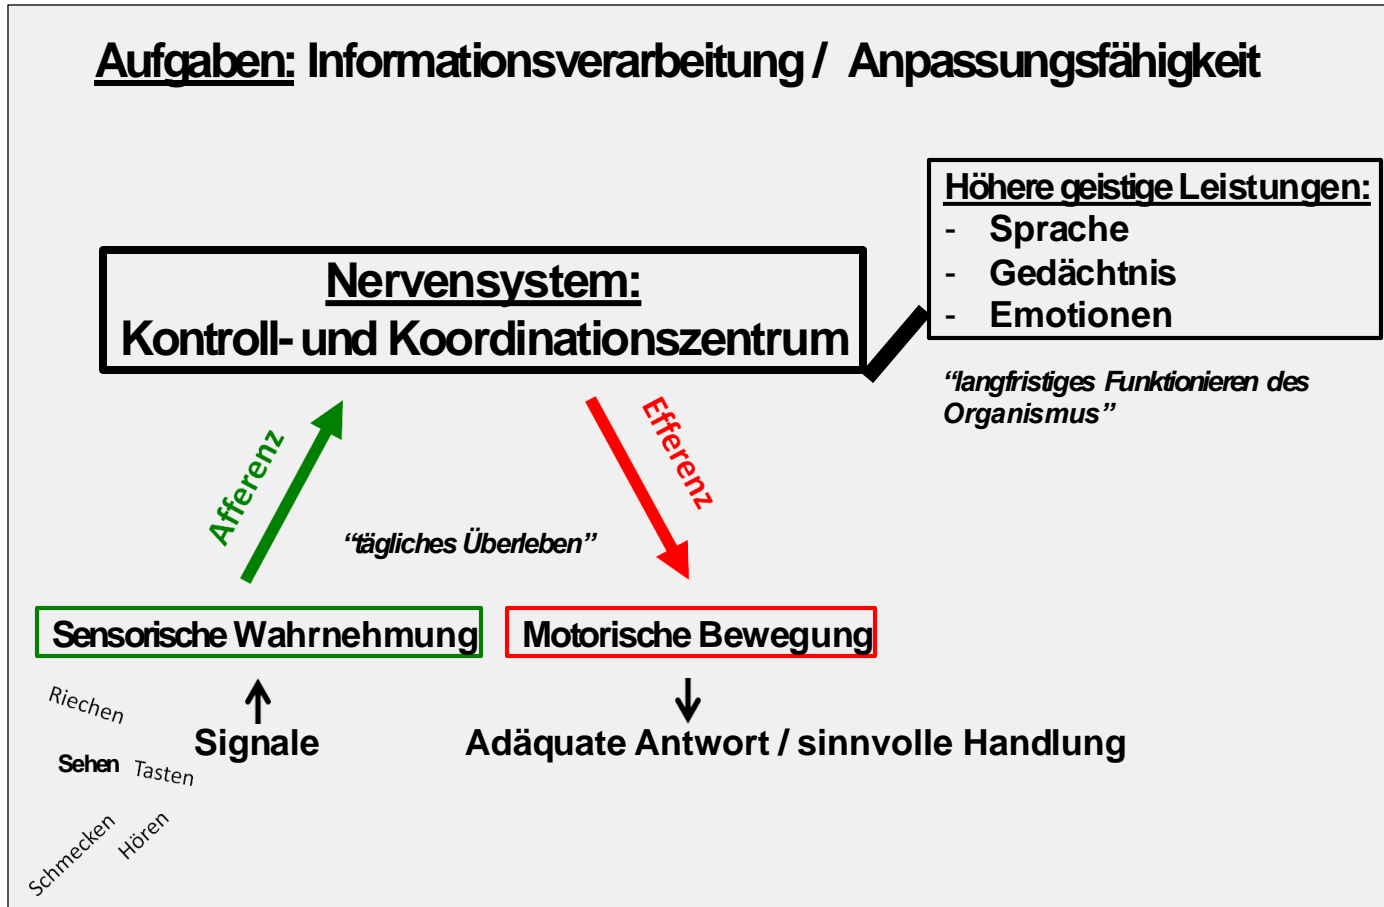 Aufgaben: Informationsverarbeitung / Anpassungsfähigkeit
Höhere geistige Leistungen:
- Sprache
- Gedächtnis
- Emotionen
Nervensystem:
Kontroll- und Koordinationszentrum
“langfristiges Funktionieren des
Organismus”
Afferenz
Efferenz
“tägliches Überleben”
Sensorische Wahrnehmung
Motorische Bewegung
Riechen
Signale
Adäquate Antwort / sinnvolle Handlung
Sehen
Tasten
Schmecken
Hören